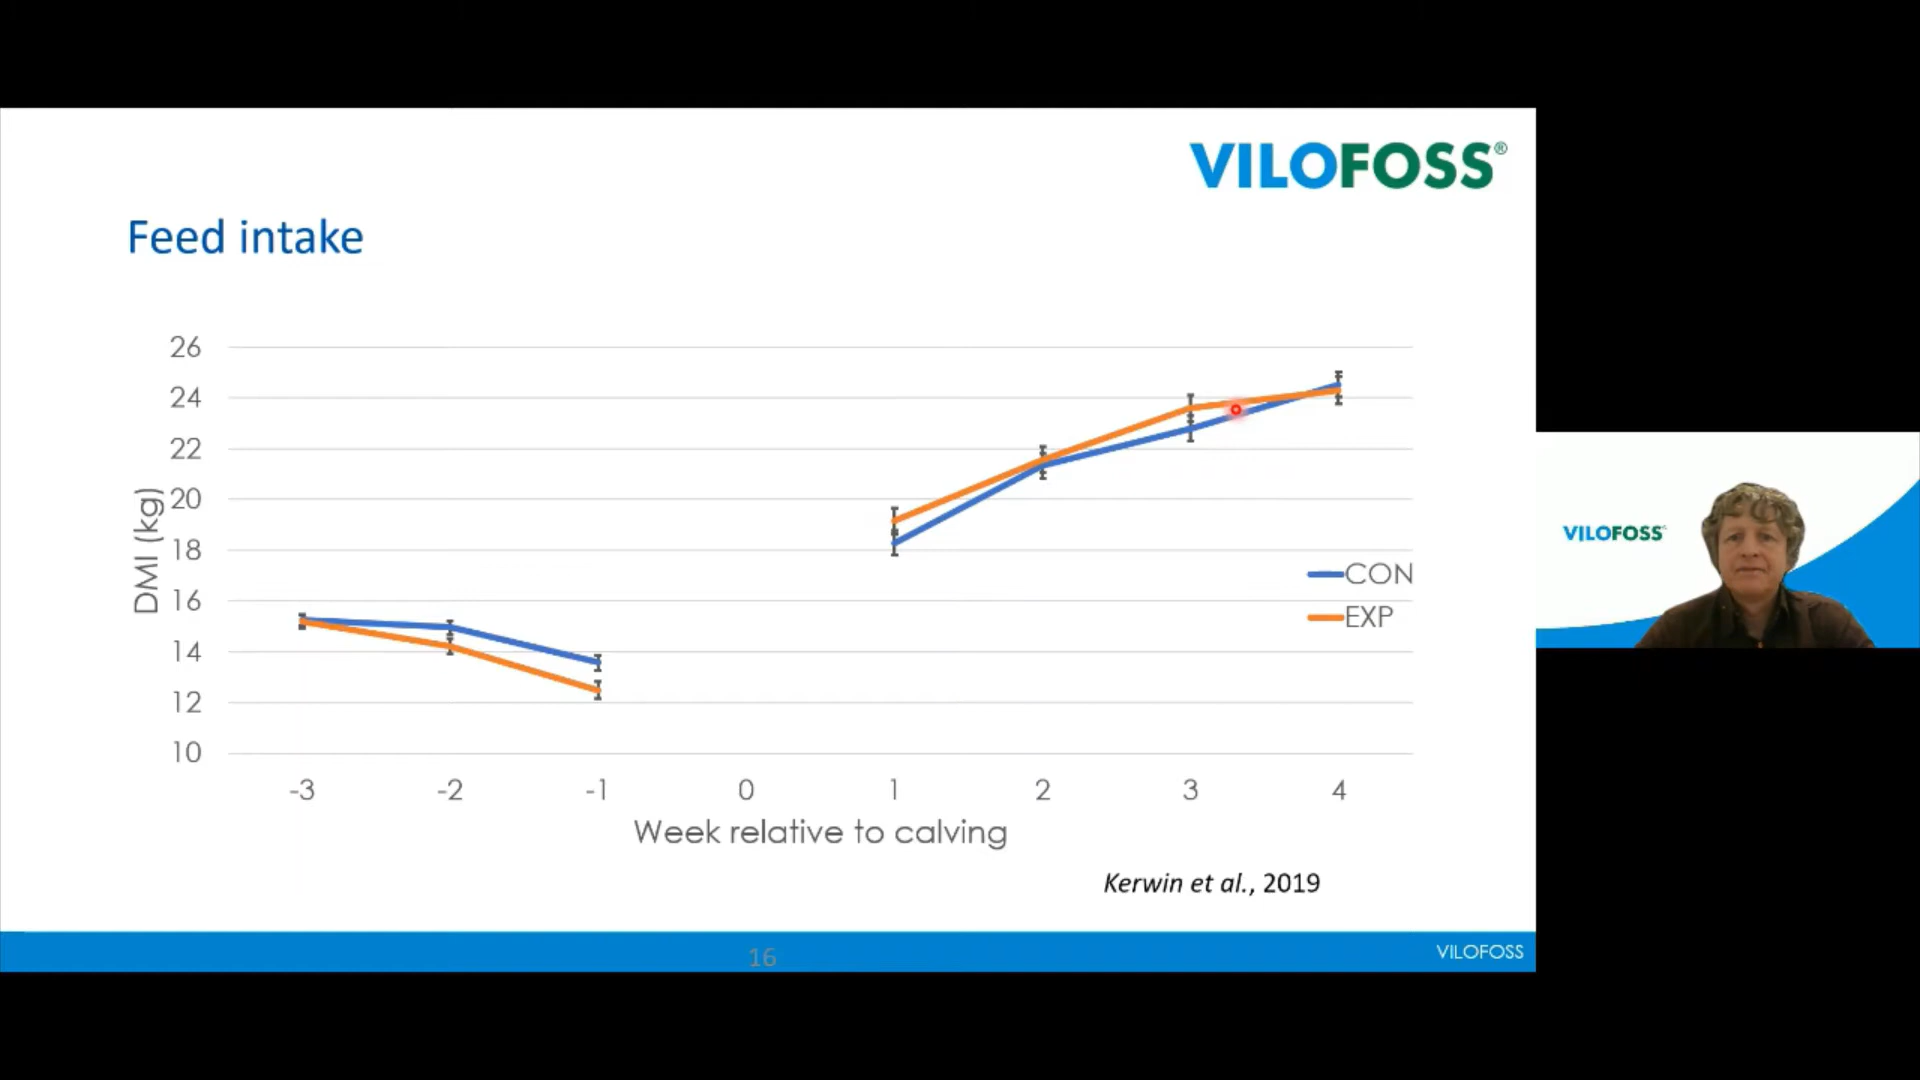 VILOFOSS®
Feed intake
26
24
22
20
18
16
14
12
10
DMI (kg)
CON
EXP
-3 -2 -1 0 1 2 3 4
Week relative to calving
Kerwin et al., 2019
16
VILOFOSS
VILOFOSS